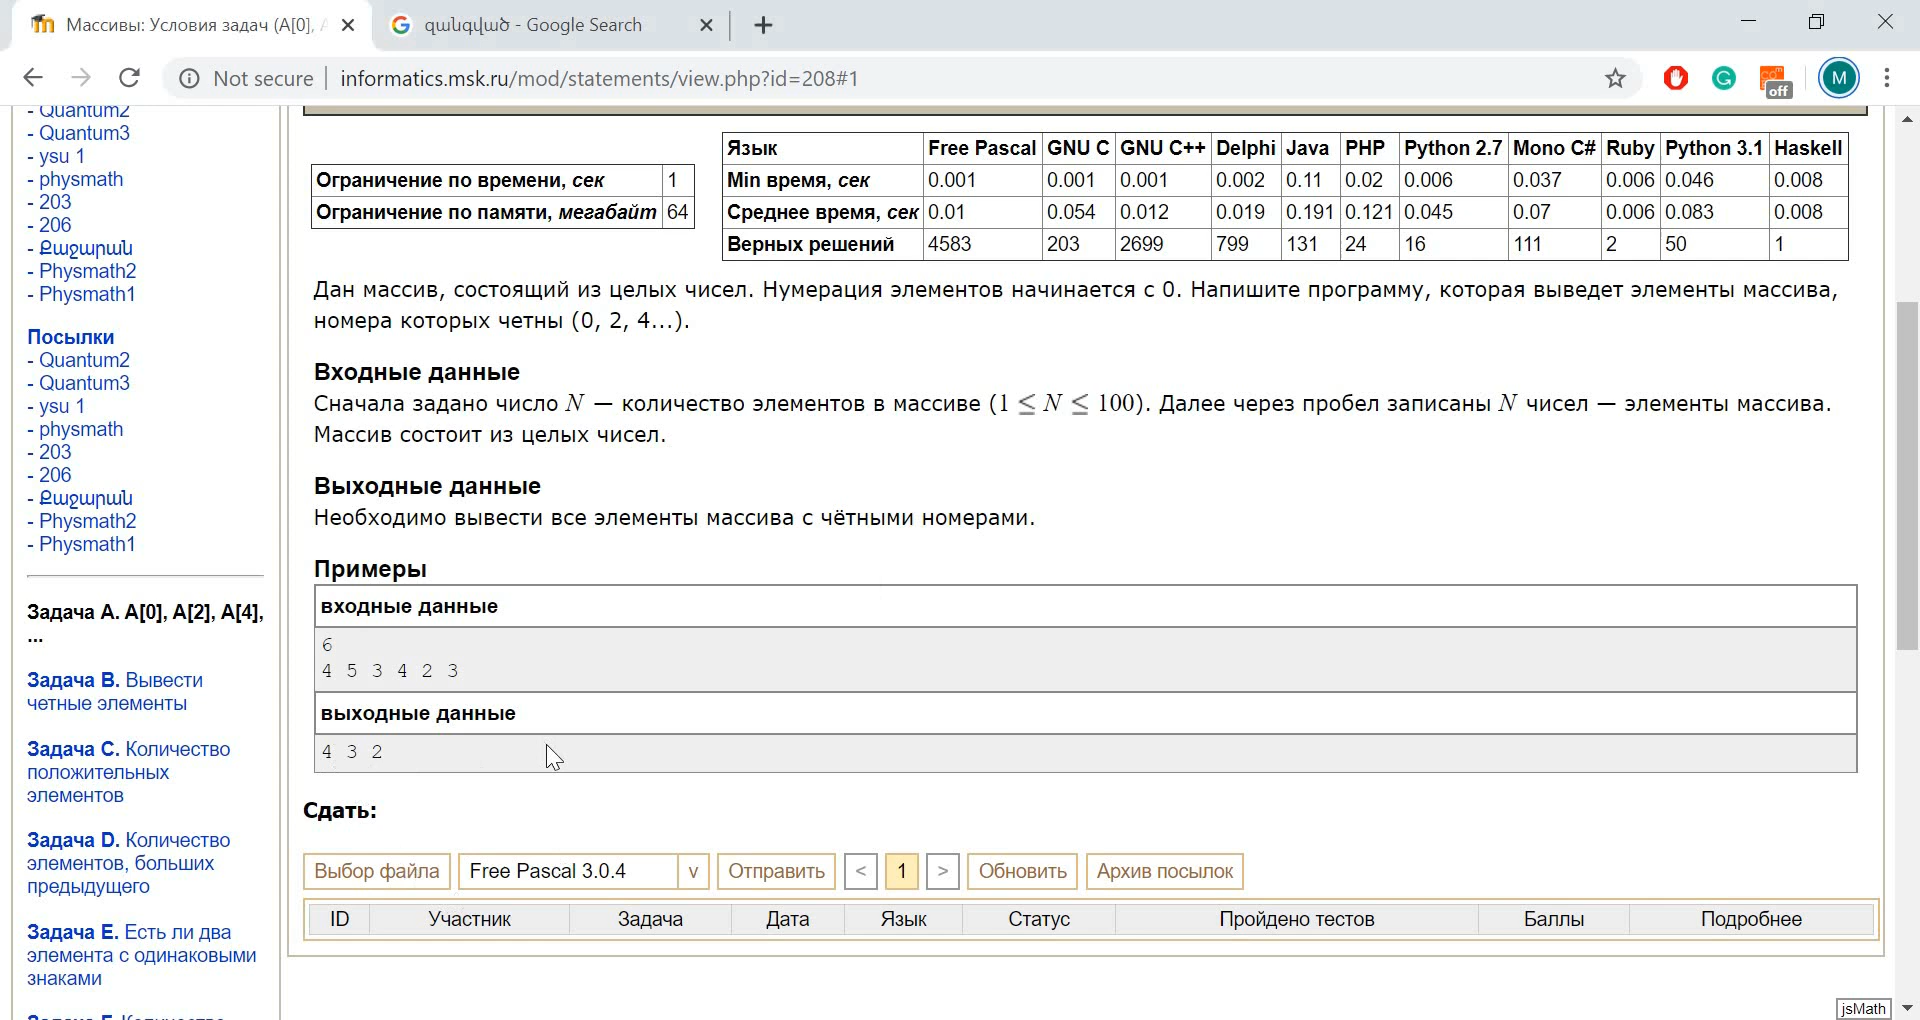 Массивы: Условия задач (A[0], A
զանգված - Google Search
Not secure
informatics.msk.ru/mod/statements/view.php?id=208#1
off
M
- Quantum2
- Quantum3
- ysu 1
- physmath
- 203
- 206
- Քաջարան
- Physmath2
- Physmath1
Посылки
- Quantum2
- Quantum3
- ysu 1
- physmath
- 203
- 206
- Քաջարան
- Physmath2
- Physmath1
Задача A. A[0], A[2], A[4],
...
Задача B. Вывести
четные элементы
Задача C. Количество
положительных
элементов
Задача D. Количество
элементов, больших
предыдущего
Задача E. Есть ли два
элемента с одинаковыми
знаками
Ограничение по времени, сек 1
Ограничение по памяти, мегабайт 64
Язык Free Pascal GNU C GNU C++ Delphi Java PHP Python 2.7 Mono C# Ruby Python 3.1 Haskell
Min время, сек 0.001 0.001 0.001 0.002 0.11 0.02 0.006 0.037 0.006 0.046 0.008
Среднее время, сек 0.01 0.054 0.012 0.019 0.191 0.121 0.045 0.07 0.006 0.083 0.008
Верных решений 4583 203 2699 799 131 24 16 111 2 50 1
Дан массив, состоящий из целых чисел. Нумерация элементов начинается с 0. Напишите программу, которая выведет элементы массива,
номера которых четны (0, 2, 4...).
Входные данные
Сначала задано число N — количество элементов в массиве (1 ≤ N ≤ 100). Далее через пробел записаны N чисел — элементы массива.
Массив состоит из целых чисел.
Выходные данные
Необходимо вывести все элементы массива с чётными номерами.
Примеры
входные данные
6
4 5 3 4 2 3
выходные данные
4 3 2
Сдать:
Выбор файла Free Pascal 3.0.4 v Отправить < 1 > Обновить Архив посылок
ID Участник Задача Дата Язык Статус Пройдено тестов Баллы Подробнее
jsMath